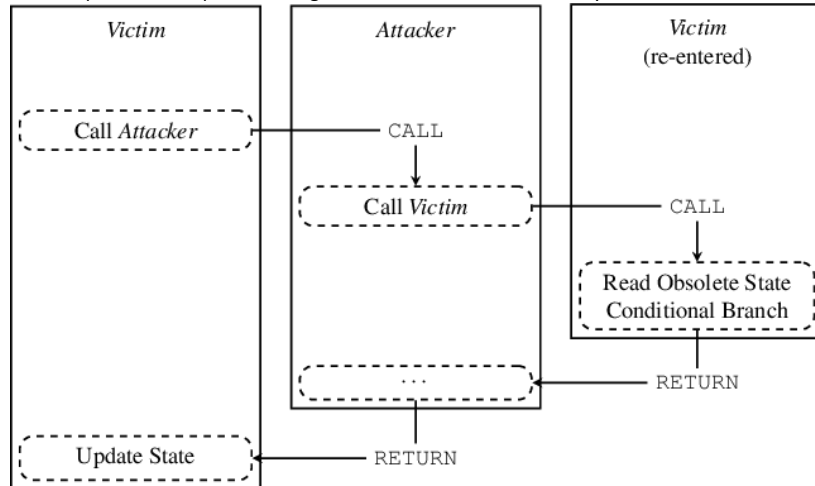 Victim
Attacker
Victim
(re-entered)
Call Attacker
CALL
Call Victim
CALL
Read Obsolete State
Conditional Branch
RETURN
...
RETURN
Update State